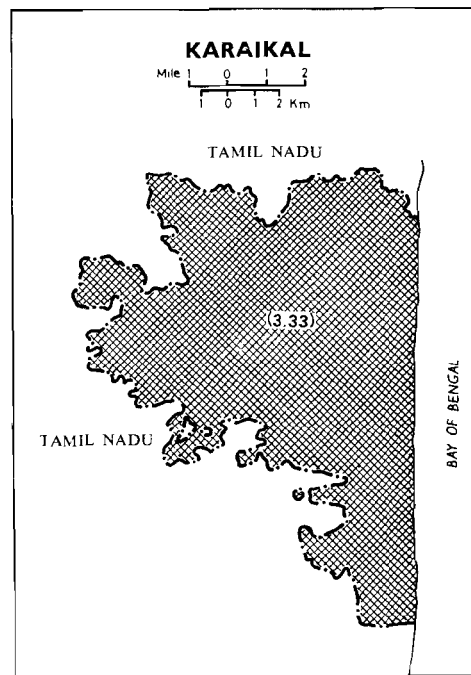 KARAIKAL
Mile 1 0 1 2
1 0 1 2 Km
TAMIL NADU
(3.33)
TAMIL NADU
BAY OF BENGAL